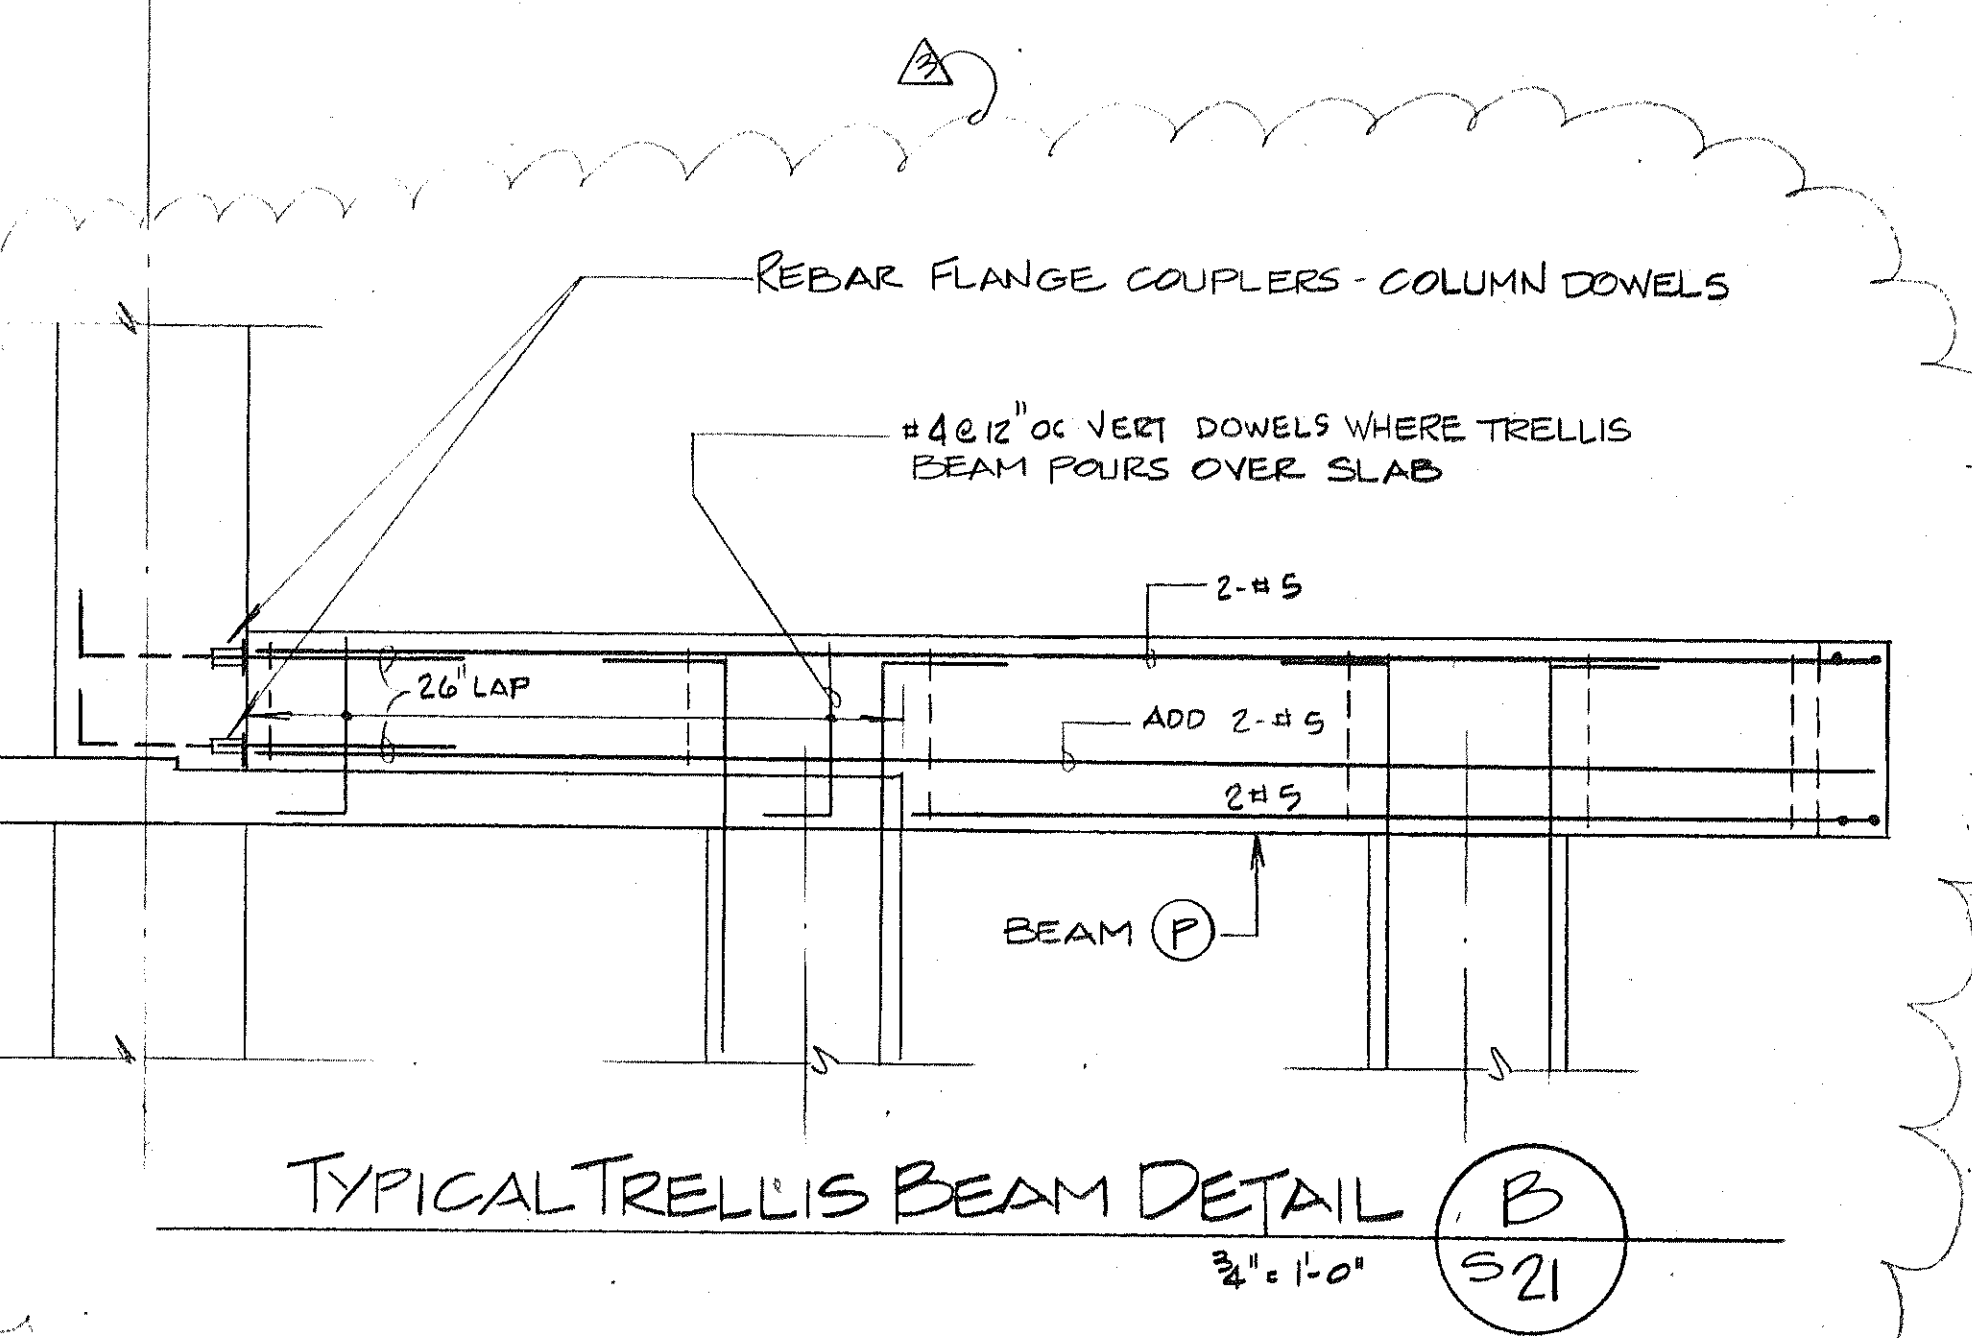 3
REBAR FLANGE COUPLERS - COLUMN DOWELS
#4@12" OC VERT DOWELS WHERE TRELLIS
BEAM POURS OVER SLAB
2-#5
26" LAP
ADD 2-#5
2#5
BEAM P
TYPICAL TRELLIS BEAM DETAIL
B
3/4" = 1'-0"
S21